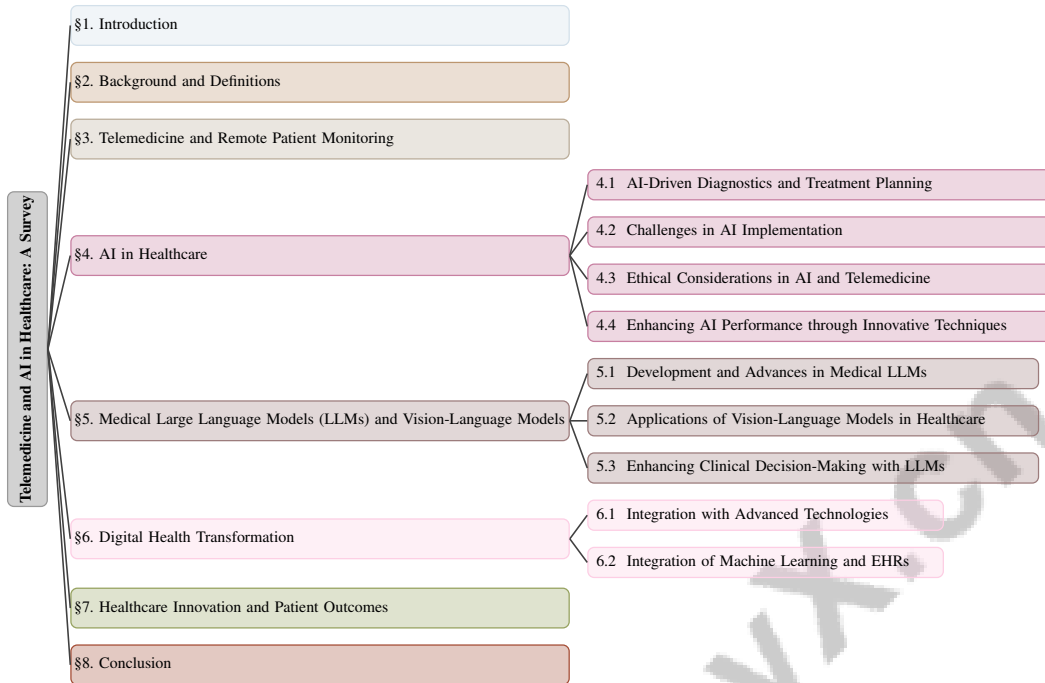 Telemedicine and AI in Healthcare: A Survey
§1. Introduction
§2. Background and Definitions
§3. Telemedicine and Remote Patient Monitoring
§4. AI in Healthcare
4.1 AI-Driven Diagnostics and Treatment Planning
4.2 Challenges in AI Implementation
4.3 Ethical Considerations in AI and Telemedicine
4.4 Enhancing AI Performance through Innovative Techniques
§5. Medical Large Language Models (LLMs) and Vision-Language Models
5.1 Development and Advances in Medical LLMs
5.2 Applications of Vision-Language Models in Healthcare
5.3 Enhancing Clinical Decision-Making with LLMs
§6. Digital Health Transformation
6.1 Integration with Advanced Technologies
6.2 Integration of Machine Learning and EHRs
§7. Healthcare Innovation and Patient Outcomes
§8. Conclusion
vx.cn